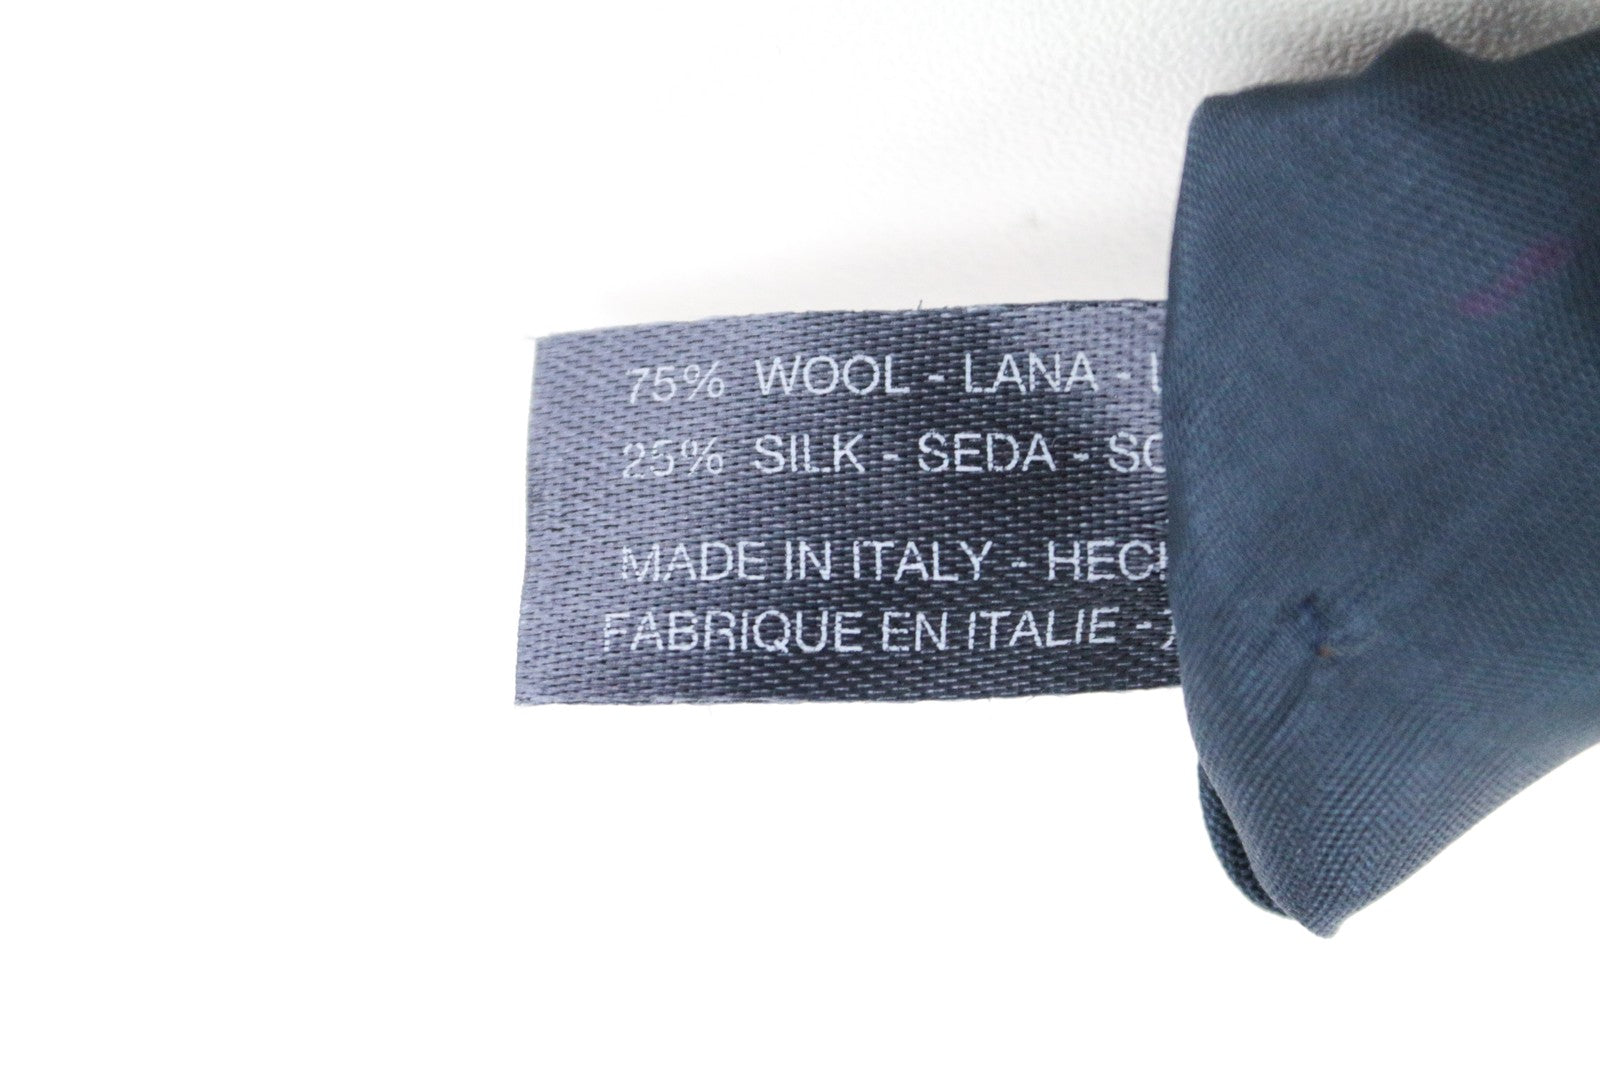 75% WOOL - LANA -
25% SILK - SEDA -
MADE IN ITALY -
FABRIQUE EN ITALIE -